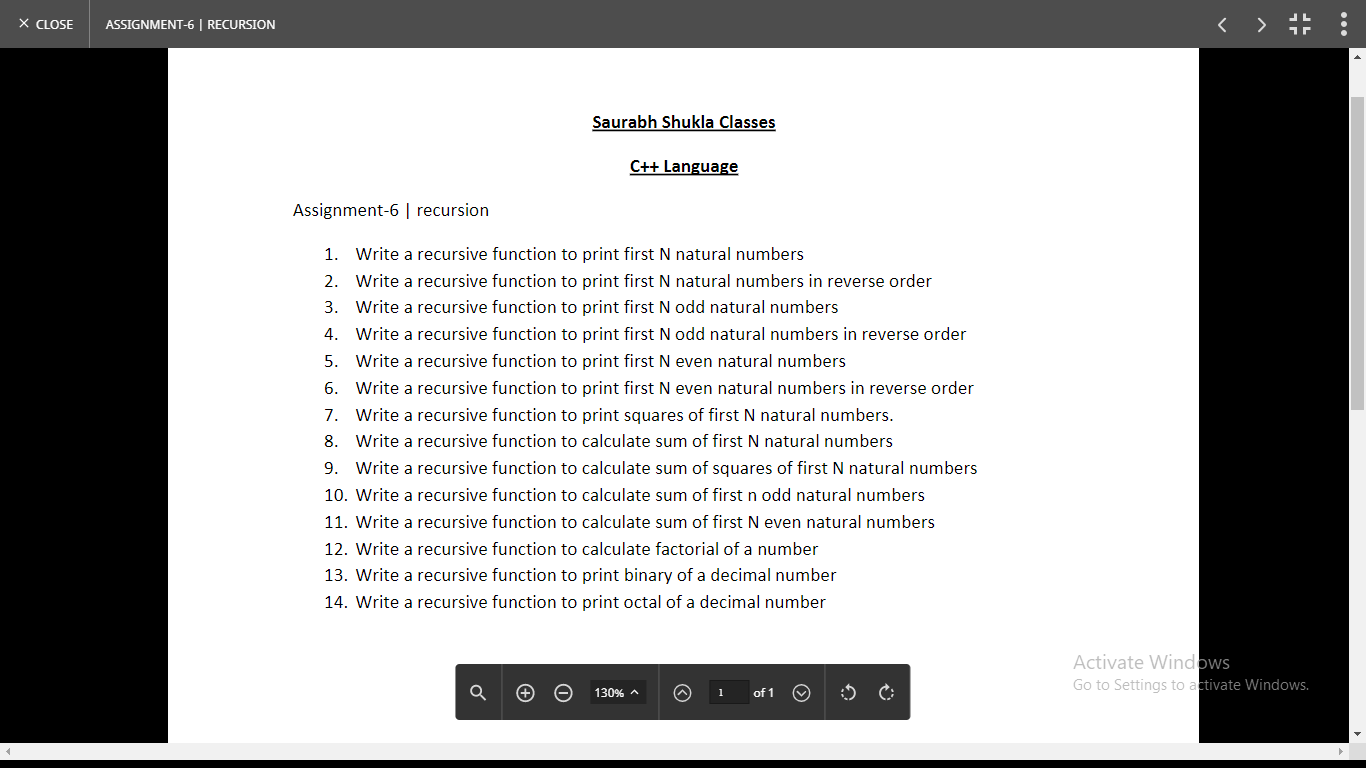 × CLOSE ASSIGNMENT-6 | RECURSION
Saurabh Shukla Classes
C++ Language
Assignment-6 | recursion
1. Write a recursive function to print first N natural numbers
2. Write a recursive function to print first N natural numbers in reverse order
3. Write a recursive function to print first N odd natural numbers
4. Write a recursive function to print first N odd natural numbers in reverse order
5. Write a recursive function to print first N even natural numbers
6. Write a recursive function to print first N even natural numbers in reverse order
7. Write a recursive function to print squares of first N natural numbers.
8. Write a recursive function to calculate sum of first N natural numbers
9. Write a recursive function to calculate sum of squares of first N natural numbers
10. Write a recursive function to calculate sum of first n odd natural numbers
11. Write a recursive function to calculate sum of first N even natural numbers
12. Write a recursive function to calculate factorial of a number
13. Write a recursive function to print binary of a decimal number
14. Write a recursive function to print octal of a decimal number
Activate Windows
Go to Settings to activate Windows.
130% 1 of 1